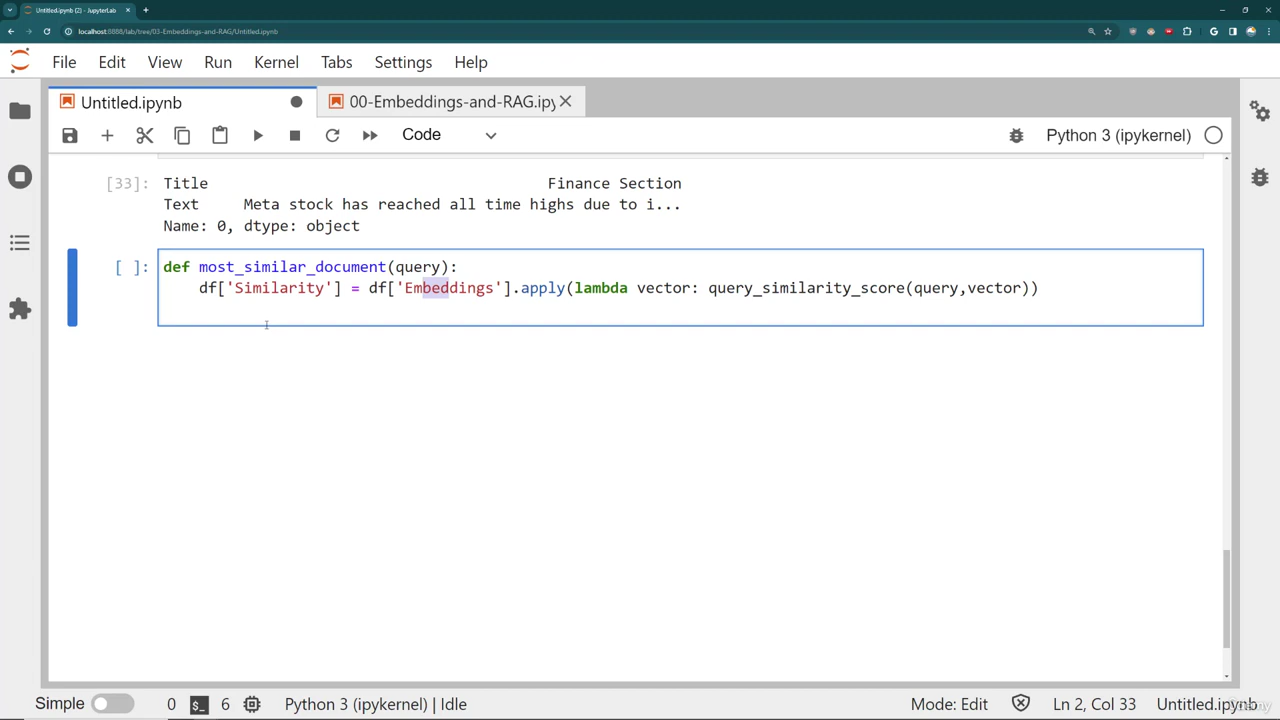 Untitled.ipynb (2) - JupyterLab
localhost:8888/lab/tree/03-Embeddings-and-RAG/Untitled.ipynb
File Edit View Run Kernel Tabs Settings Help
Untitled.ipynb
00-Embeddings-and-RAG.ipy
Code
Python 3 (ipykernel)
[33]: Title Finance Section
Text Meta stock has reached all time highs due to i...
Name: 0, dtype: object
[ ]: def most_similar_document(query):
df['Similarity'] = df['Embeddings'].apply(lambda vector: query_similarity_score(query,vector))
Simple 0 $_ 6 Python 3 (ipykernel) | Idle Mode: Edit Ln 2, Col 33 Untitled.ipynb